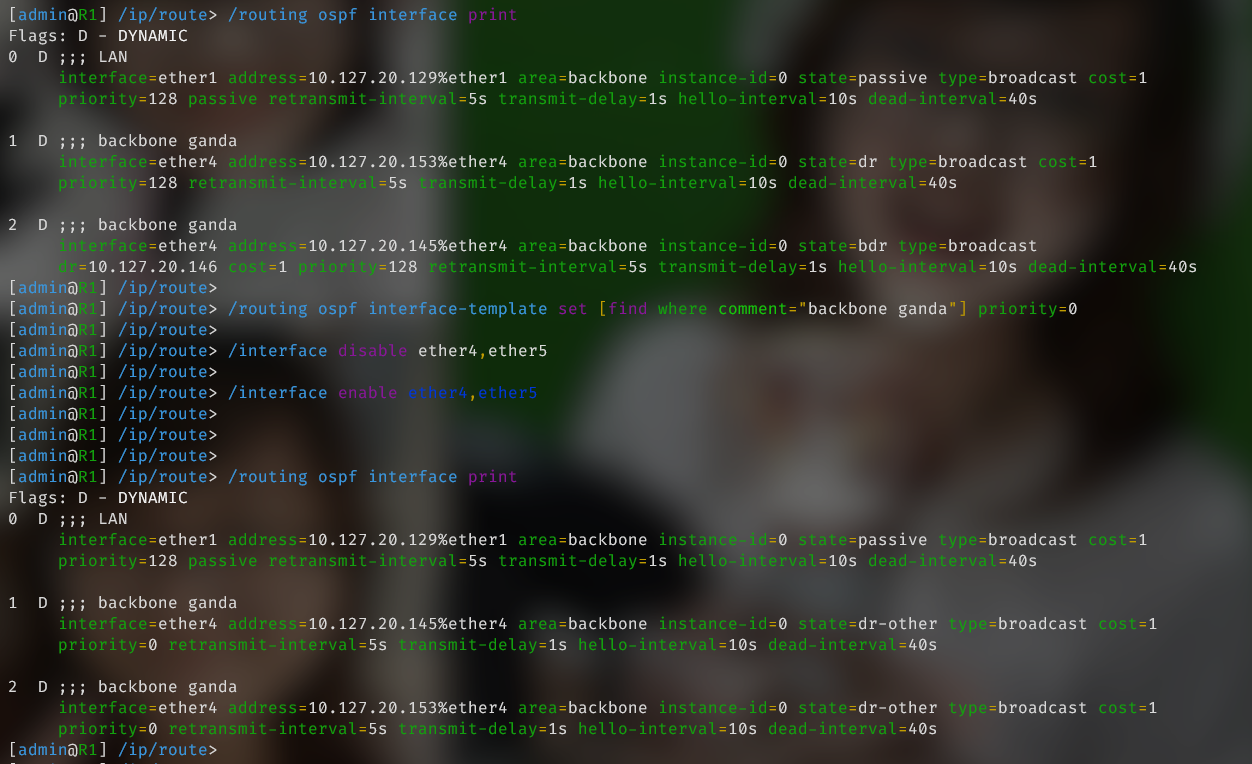 [admin@R1] /ip/route> /routing ospf interface print
Flags: D - DYNAMIC
0  D ;;; LAN
     interface=ether1 address=10.127.20.129%ether1 area=backbone instance-id=0 state=passive type=broadcast cost=1
     priority=128 passive retransmit-interval=5s transmit-delay=1s hello-interval=10s dead-interval=40s
1  D ;;; backbone ganda
     interface=ether4 address=10.127.20.153%ether4 area=backbone instance-id=0 state=dr type=broadcast cost=1
     priority=128 retransmit-interval=5s transmit-delay=1s hello-interval=10s dead-interval=40s
2  D ;;; backbone ganda
     interface=ether4 address=10.127.20.145%ether4 area=backbone instance-id=0 state=bdr type=broadcast
     dr=10.127.20.146 cost=1 priority=128 retransmit-interval=5s transmit-delay=1s hello-interval=10s dead-interval=40s
[admin@R1] /ip/route>
[admin@R1] /ip/route> /routing ospf interface-template set [find where comment="backbone ganda"] priority=0
[admin@R1] /ip/route>
[admin@R1] /ip/route> /interface disable ether4,ether5
[admin@R1] /ip/route>
[admin@R1] /ip/route> /interface enable ether4,ether5
[admin@R1] /ip/route>
[admin@R1] /ip/route>
[admin@R1] /ip/route>
[admin@R1] /ip/route> /routing ospf interface print
Flags: D - DYNAMIC
0  D ;;; LAN
     interface=ether1 address=10.127.20.129%ether1 area=backbone instance-id=0 state=passive type=broadcast cost=1
     priority=128 passive retransmit-interval=5s transmit-delay=1s hello-interval=10s dead-interval=40s
1  D ;;; backbone ganda
     interface=ether4 address=10.127.20.145%ether4 area=backbone instance-id=0 state=dr-other type=broadcast cost=1
     priority=0 retransmit-interval=5s transmit-delay=1s hello-interval=10s dead-interval=40s
2  D ;;; backbone ganda
     interface=ether4 address=10.127.20.153%ether4 area=backbone instance-id=0 state=dr-other type=broadcast cost=1
     priority=0 retransmit-interval=5s transmit-delay=1s hello-interval=10s dead-interval=40s
[admin@R1] /ip/route>